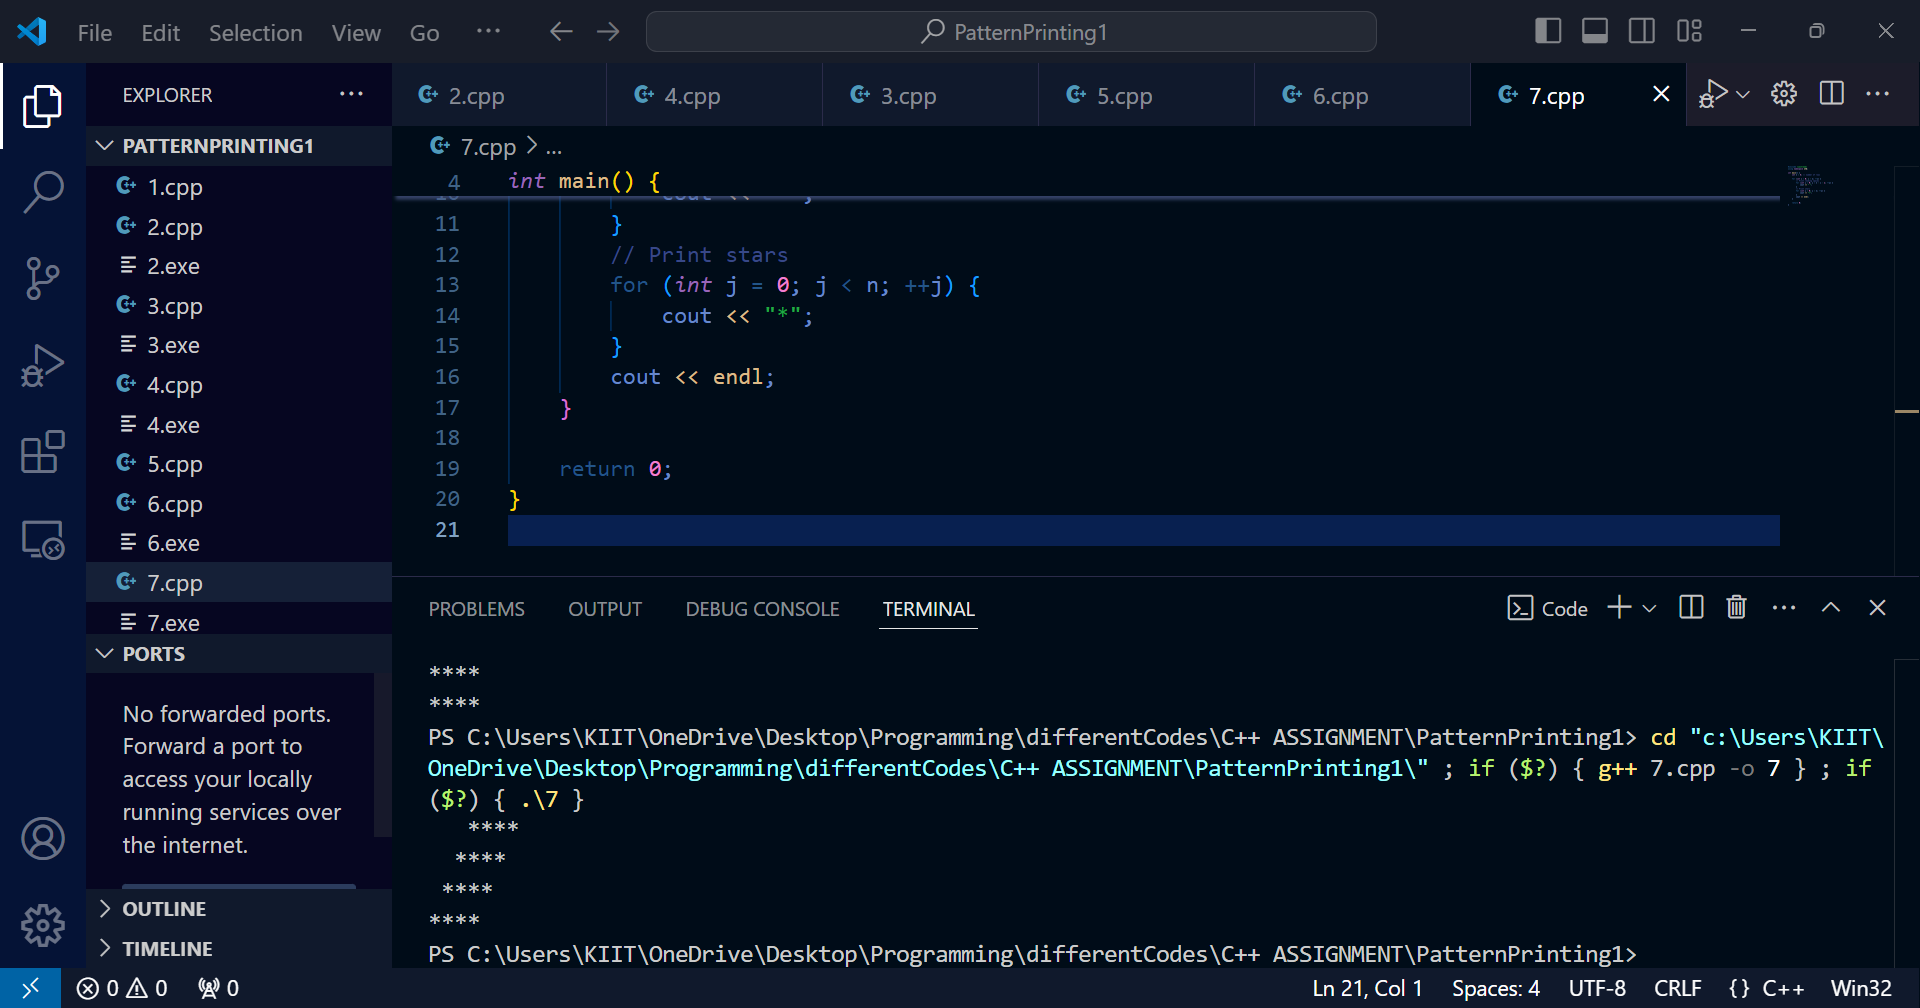 File Edit Selection View Go ··· PatternPrinting1
EXPLORER ···
PATTERNPRINTING1
1.cpp
2.cpp
2.exe
3.cpp
3.exe
4.cpp
4.exe
5.cpp
6.cpp
6.exe
7.cpp
7.exe
PORTS
No forwarded ports.
Forward a port to
access your locally
running services over
the internet.
OUTLINE
TIMELINE
2.cpp 4.cpp 3.cpp 5.cpp 6.cpp 7.cpp
7.cpp > ...
4 int main() {
11 }
12 // Print stars
13 for (int j = 0; j < n; ++j) {
14 cout << "*";
15 }
16 cout << endl;
17 }
18
19 return 0;
20 }
21
PROBLEMS OUTPUT DEBUG CONSOLE TERMINAL Code
****
****
PS C:\Users\KIIT\OneDrive\Desktop\Programming\differentCodes\C++ ASSIGNMENT\PatternPrinting1> cd "c:\Users\KIIT\
OneDrive\Desktop\Programming\differentCodes\C++ ASSIGNMENT\PatternPrinting1\" ; if ($?) { g++ 7.cpp -o 7 } ; if
($?) { .\7 }
   ****
  ****
 ****
****
PS C:\Users\KIIT\OneDrive\Desktop\Programming\differentCodes\C++ ASSIGNMENT\PatternPrinting1>
0 0 0 Ln 21, Col 1 Spaces: 4 UTF-8 CRLF {} C++ Win32